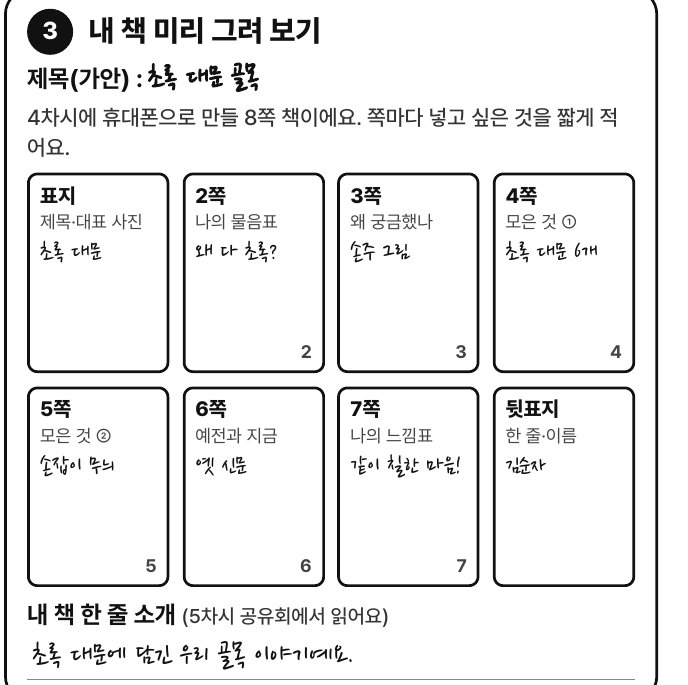 3 내 책 미리 그려 보기
제목(가안) : 초록 대문 골목
4차시에 휴대폰으로 만들 8쪽 책이에요. 쪽마다 넣고 싶은 것을 짧게 적
어요.
표지
제목·대표 사진
초록 대문
2쪽
나의 물음표
왜 다 초록?
2
3쪽
왜 궁금했나
손주 그림
3
4쪽
모은 것 ①
초록 대문 6개
4
5쪽
모은 것 ②
손잡이 무늬
5
6쪽
예전과 지금
옛 신문
6
7쪽
나의 느낌표
같이 칠한 마음!
7
뒷표지
한 줄·이름
김순자
내 책 한 줄 소개 (5차시 공유회에서 읽어요)
초록 대문에 담긴 우리 골목 이야기예요.